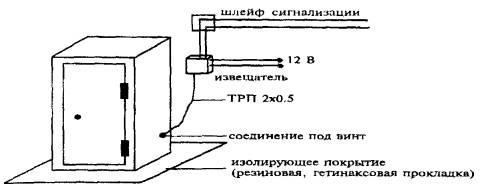 шлейф сигнализации
12 В
извещатель
ТРП 2х0.5
соединение под винт
изолирующее покрытие
(резиновая, гетинаксовая прокладка)